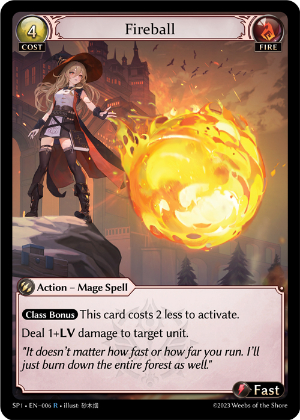 4
COST
Fireball
FIRE
Action – Mage Spell
Class Bonus This card costs 2 less to activate.
Deal 1+LV damage to target unit.
"It doesn't matter how fast or how far you run. I'll
just burn down the entire forest as well."
Fast
SP1 • EN-006 R • illust:
©2023 Weebs of the Shore